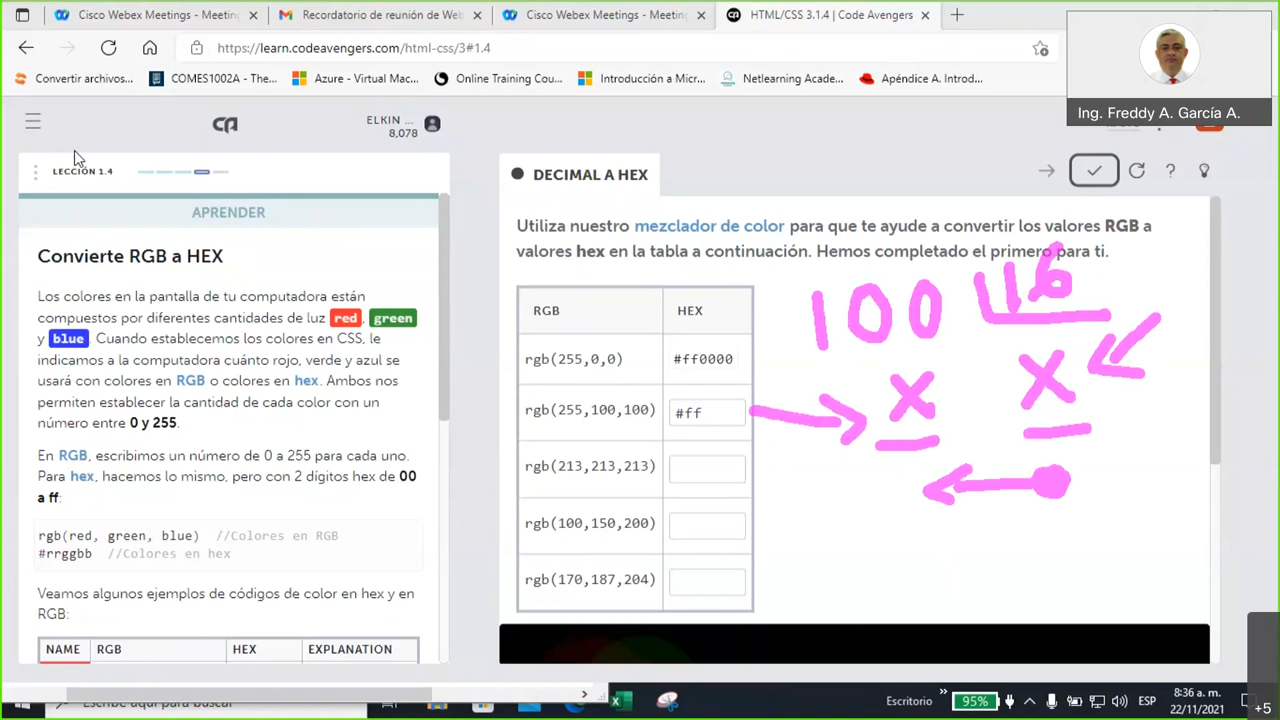 Cisco Webex Meetings
Recordatorio de reunión de Web
Cisco Webex Meetings
HTML/CSS 3.1.4 | Code Avengers
https://learn.codeavengers.com/html-css/3#1.4
Convertir archivos...
COMES1002A - The...
Azure - Virtual Mac...
Online Training Cou...
Introducción a Micr...
Netlearning Acade...
Apéndice A. Introd...
Ing. Freddy A. García A.
CA
ELKIN ...
8,078
LECCIÓN 1.4
APRENDER
Convierte RGB a HEX
Los colores en la pantalla de tu computadora están
compuestos por diferentes cantidades de luz red, green
y blue. Cuando establecemos los colores en CSS, le
indicamos a la computadora cuánto rojo, verde y azul se
usará con colores en RGB o colores en hex. Ambos nos
permiten establecer la cantidad de cada color con un
número entre 0 y 255.
En RGB, escribimos un número de 0 a 255 para cada uno.
Para hex, hacemos lo mismo, pero con 2 dígitos hex de 00
a ff:
rgb(red, green, blue) //Colores en RGB
#rrggbb //Colores en hex
Veamos algunos ejemplos de códigos de color en hex y en
RGB:
NAME RGB HEX EXPLANATION
DECIMAL A HEX
?
Utiliza nuestro mezclador de color para que te ayude a convertir los valores RGB a
valores hex en la tabla a continuación. Hemos completado el primero para ti.
RGB HEX
rgb(255,0,0) #ff0000
rgb(255,100,100) #ff
rgb(213,213,213)
rgb(100,150,200)
rgb(170,187,204)
100 16
x x
Escribe aquí para buscar
Escritorio
95%
ESP
8:36 a. m.
22/11/2021
+5